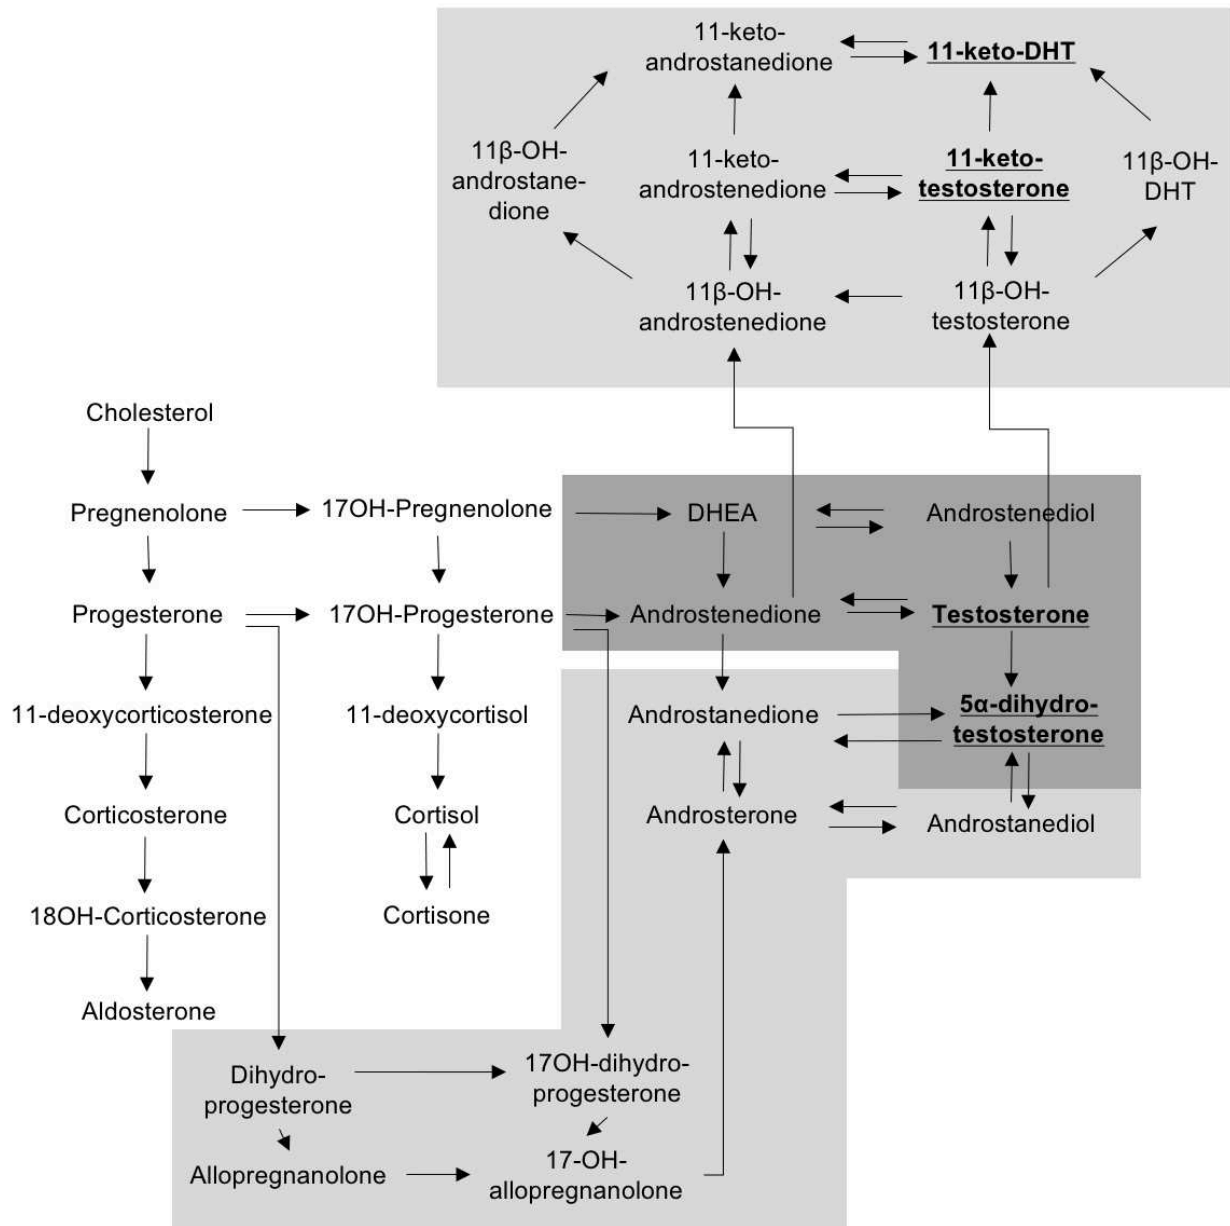 11-keto-
androstanedione
11-keto-DHT
11β-OH-
androstane-
dione
11-keto-
androstenedione
11-keto-
testosterone
11β-OH-
DHT
11β-OH-
androstenedione
11β-OH-
testosterone
Cholesterol
Pregnenolone
17OH-Pregnenolone
DHEA
Androstenediol
Progesterone
17OH-Progesterone
Androstenedione
Testosterone
11-deoxycorticosterone
11-deoxycortisol
Androstanedione
5α-dihydro-
testosterone
Corticosterone
Cortisol
Androsterone
Androstanediol
18OH-Corticosterone
Cortisone
Aldosterone
Dihydro-
progesterone
17OH-dihydro-
progesterone
Allopregnanolone
17-OH-
allopregnanolone